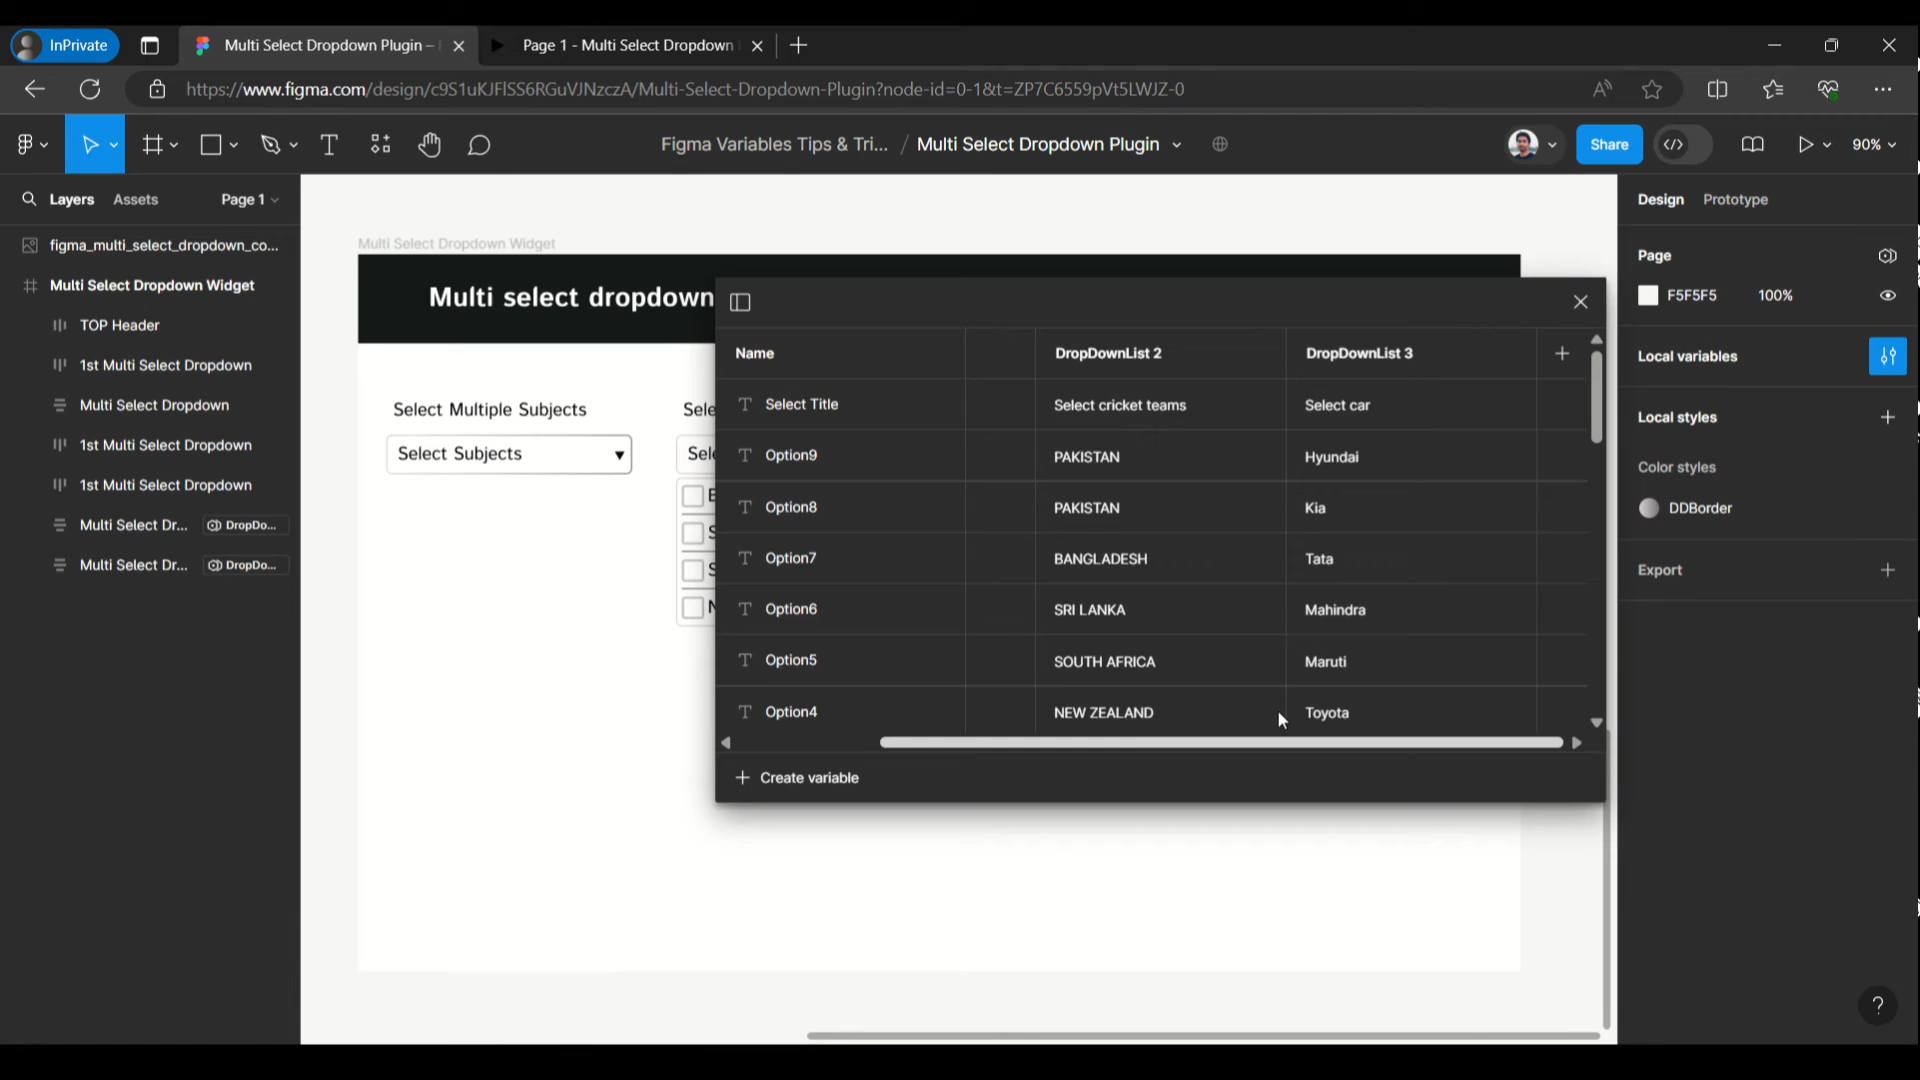 InPrivate
Multi Select Dropdown Plugin –
Page 1 - Multi Select Dropdown
https://www.figma.com/design/c9S1uKJFlSS6RGuVJNzczA/Multi-Select-Dropdown-Plugin?node-id=0-1&t=ZP7C6559pVt5LWJZ-0
Figma Variables Tips & Tri... / Multi Select Dropdown Plugin
Share
90%
Layers
Assets
Page 1
figma_multi_select_dropdown_co...
Multi Select Dropdown Widget
TOP Header
1st Multi Select Dropdown
Multi Select Dropdown
1st Multi Select Dropdown
1st Multi Select Dropdown
Multi Select Dr... DropDo...
Multi Select Dr... DropDo...
Multi Select Dropdown Widget
Multi select dropdown
Select Multiple Subjects
Select Subjects
Sele
Sele
Name DropDownList 2 DropDownList 3
Select Title Select cricket teams Select car
Option9 PAKISTAN Hyundai
Option8 PAKISTAN Kia
Option7 BANGLADESH Tata
Option6 SRI LANKA Mahindra
Option5 SOUTH AFRICA Maruti
Option4 NEW ZEALAND Toyota
Create variable
Design
Prototype
Page
F5F5F5 100%
Local variables
Local styles
Color styles
DDBorder
Export
?